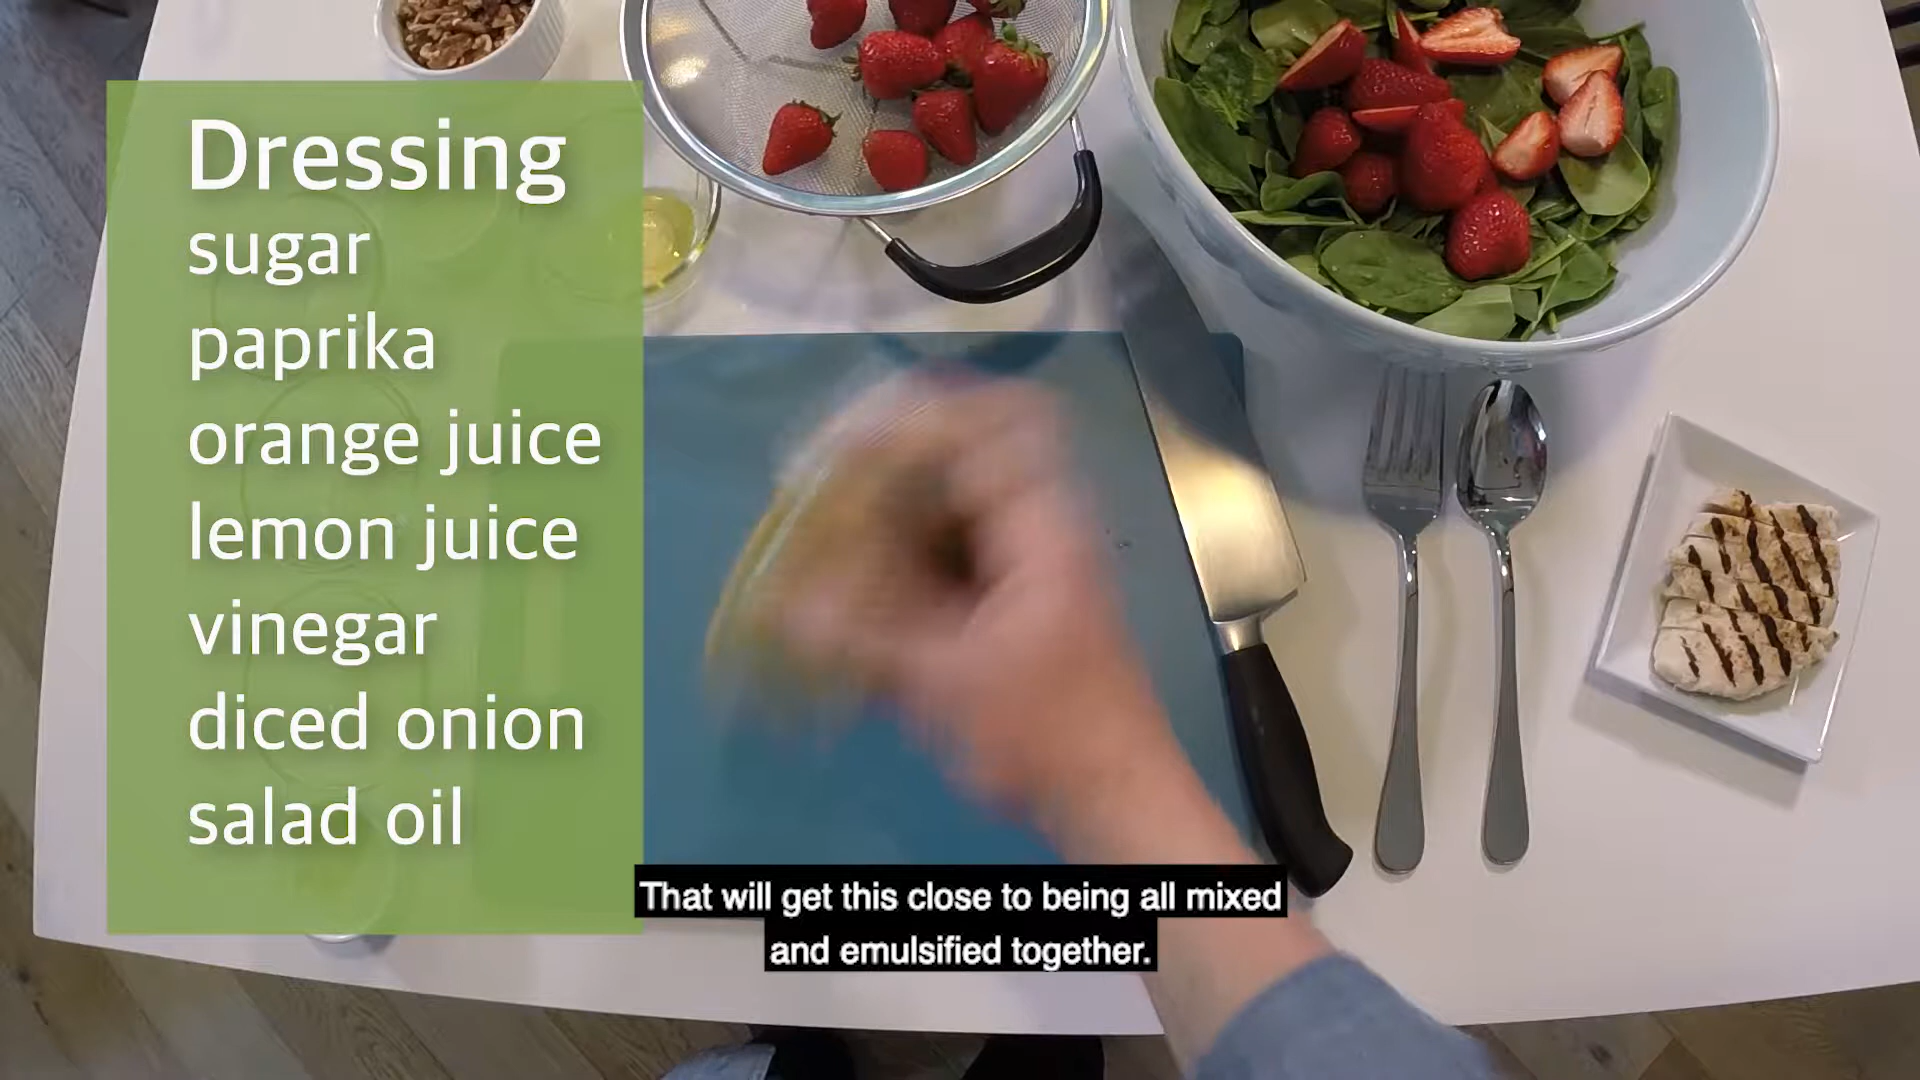 Dressing
sugar
paprika
orange juice
lemon juice
vinegar
diced onion
salad oil
That will get this close to being all mixed
and emulsified together.